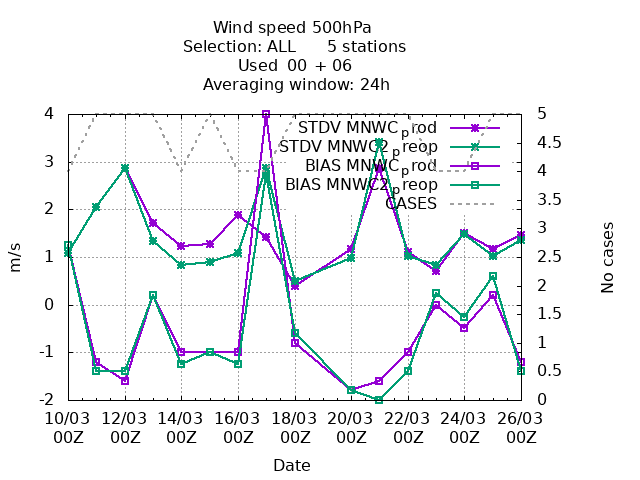 Wind speed 500hPa
Selection: ALL 5 stations
Used 00 + 06
Averaging window: 24h
STDV MNWC_prod
STDV MNWC2_preop
BIAS MNWC_prod
BIAS MNWC2_preop
CASES
4
3
2
1
0
-1
-2
m/s
5
4.5
4
3.5
3
2.5
2
1.5
1
0.5
0
No cases
10/03 12/03 14/03 16/03 18/03 20/03 22/03 24/03 26/03
00Z 00Z 00Z 00Z 00Z 00Z 00Z 00Z 00Z
Date